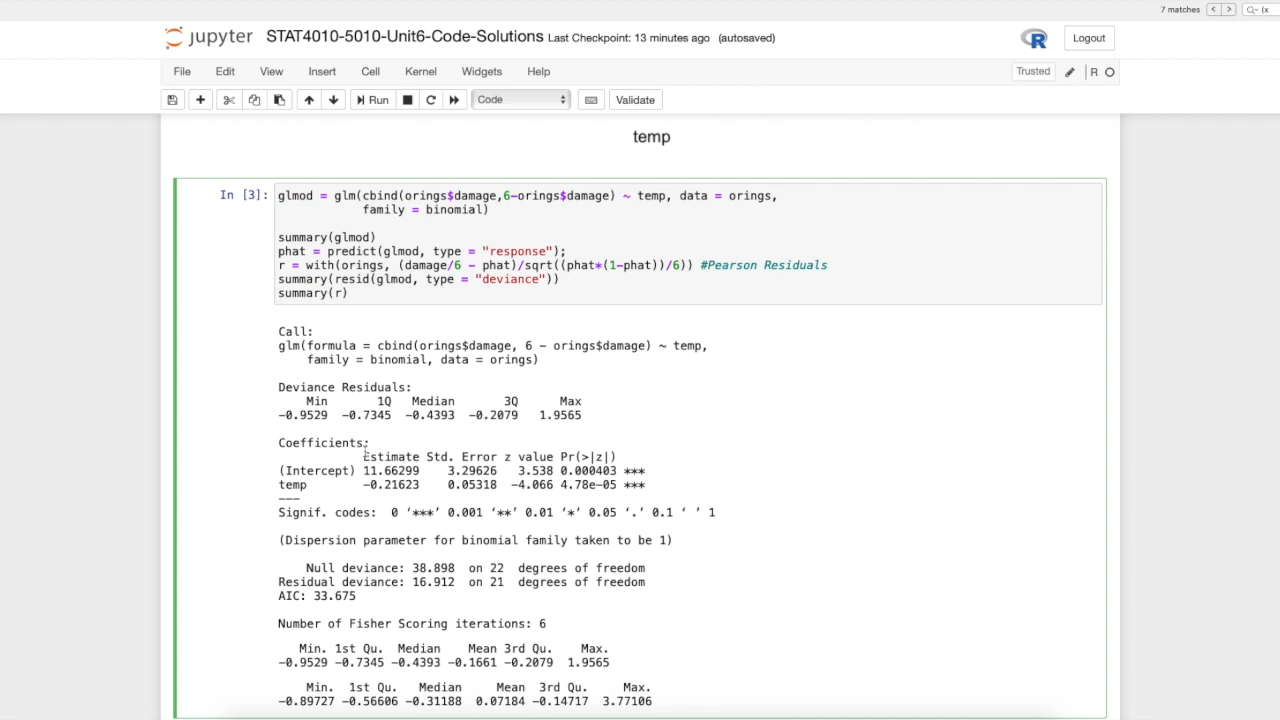 7 matches < > (x
jupyter STAT4010-5010-Unit6-Code-Solutions Last Checkpoint: 13 minutes ago (autosaved) R Logout
File Edit View Insert Cell Kernel Widgets Help Trusted R
Run Code Validate
temp
In [3]: glmod = glm(cbind(orings$damage,6-orings$damage) ~ temp, data = orings,
family = binomial)
summary(glmod)
phat = predict(glmod, type = "response");
r = with(orings, (damage/6 - phat)/sqrt((phat*(1-phat))/6)) #Pearson Residuals
summary(resid(glmod, type = "deviance"))
summary(r)
Call:
glm(formula = cbind(orings$damage, 6 - orings$damage) ~ temp,
family = binomial, data = orings)
Deviance Residuals:
Min 1Q Median 3Q Max
-0.9529 -0.7345 -0.4393 -0.2079 1.9565
Coefficients:
Estimate Std. Error z value Pr(>|z|)
(Intercept) 11.66299 3.29626 3.538 0.000403 ***
temp -0.21623 0.05318 -4.066 4.78e-05 ***
---
Signif. codes: 0 ‘***’ 0.001 ‘**’ 0.01 ‘*’ 0.05 ‘.’ 0.1 ‘ ’ 1
(Dispersion parameter for binomial family taken to be 1)
Null deviance: 38.898 on 22 degrees of freedom
Residual deviance: 16.912 on 21 degrees of freedom
AIC: 33.675
Number of Fisher Scoring iterations: 6
Min. 1st Qu. Median Mean 3rd Qu. Max.
-0.9529 -0.7345 -0.4393 -0.1661 -0.2079 1.9565
Min. 1st Qu. Median Mean 3rd Qu. Max.
-0.89727 -0.56606 -0.31188 0.07184 -0.14717 3.77106